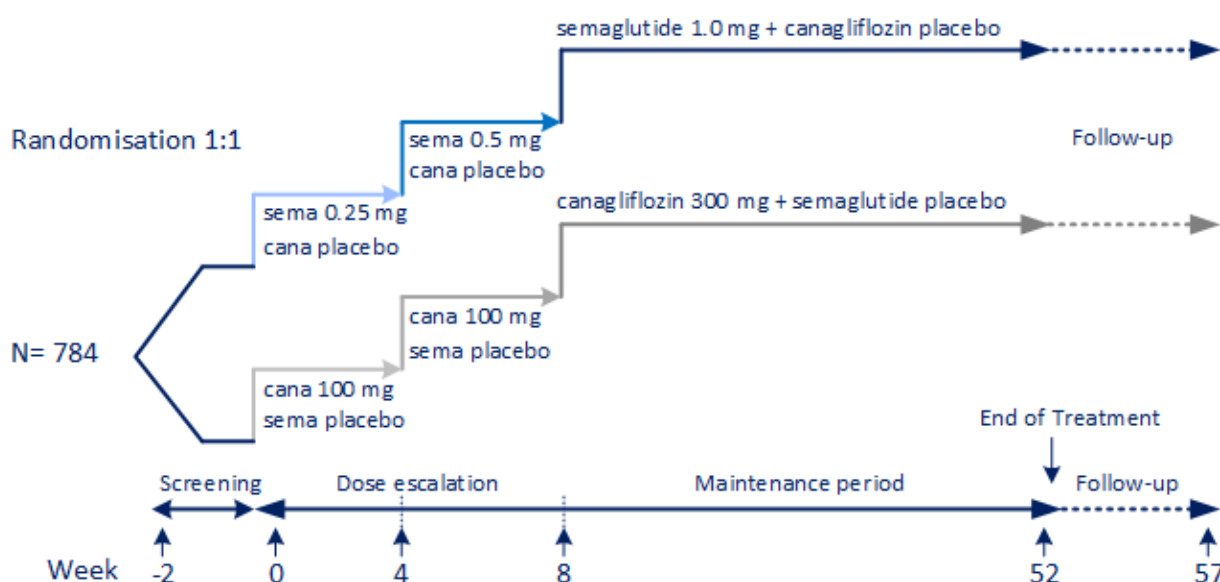 semaglutide 1.0 mg + canagliflozin placebo
Randomisation 1:1
sema 0.5 mg
cana placebo
Follow-up
sema 0.25 mg
cana placebo
canagliflozin 300 mg + semaglutide placebo
N= 784
cana 100 mg
sema placebo
cana 100 mg
sema placebo
End of Treatment
Screening
Dose escalation
Maintenance period
Follow-up
Week -2 0 4 8 52 57